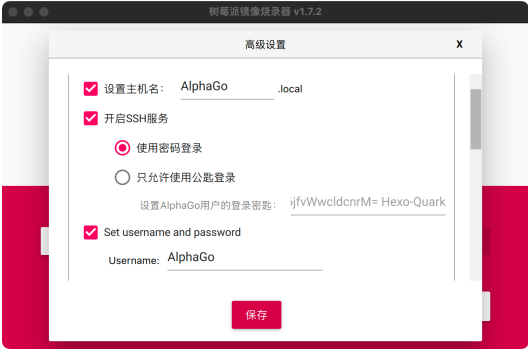 树莓派镜像烧录器 v1.7.2
高级设置
X
设置主机名： AlphaGo .local
开启SSH服务
使用密码登录
只允许使用公匙登录
设置AlphaGo用户的登录密匙： jfvWwcldcnrM= Hexo-Quark
Set username and password
Username: AlphaGo
保存